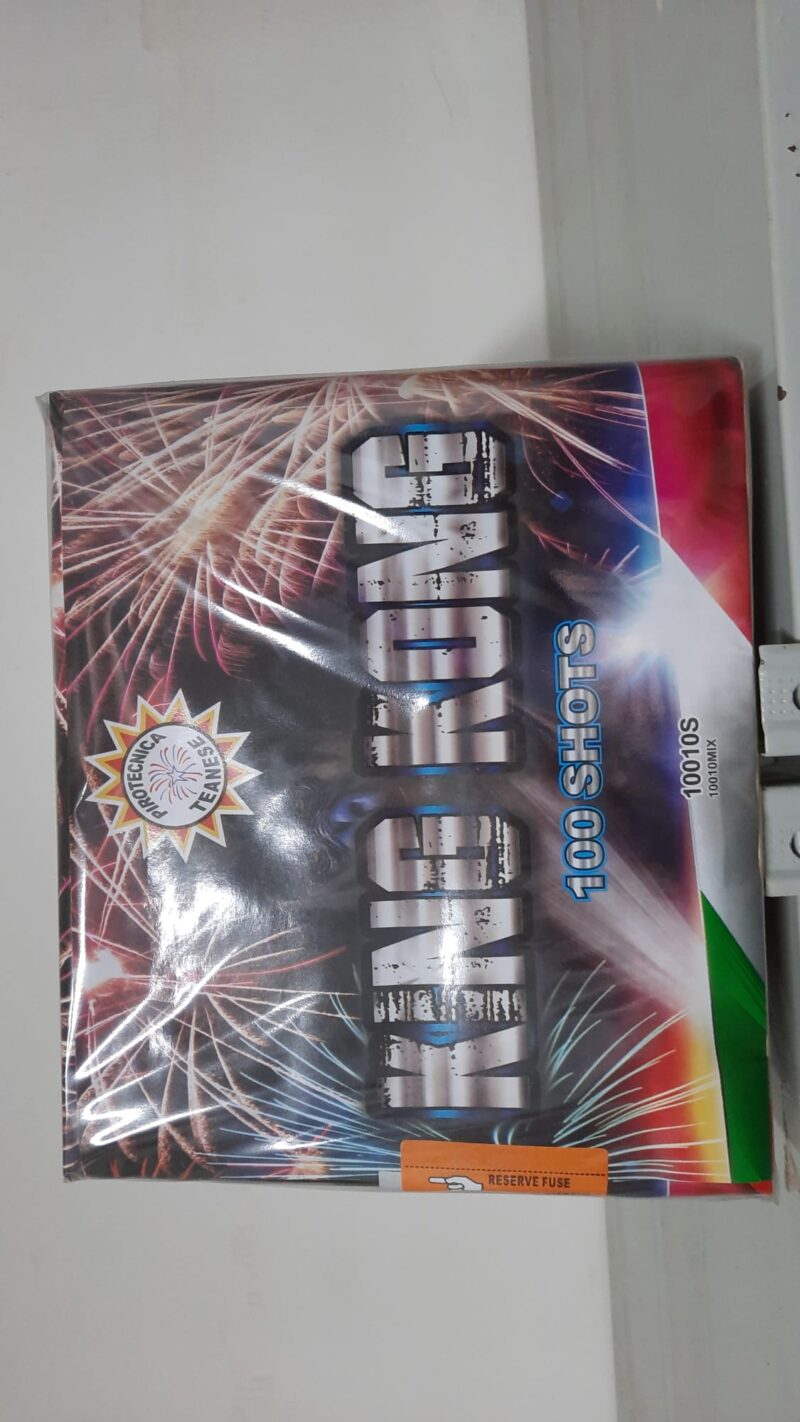 PIROTECNICA
TEANESE
KING KONG
100 SHOTS
10010S
10010MIX
RESERVE FUSE